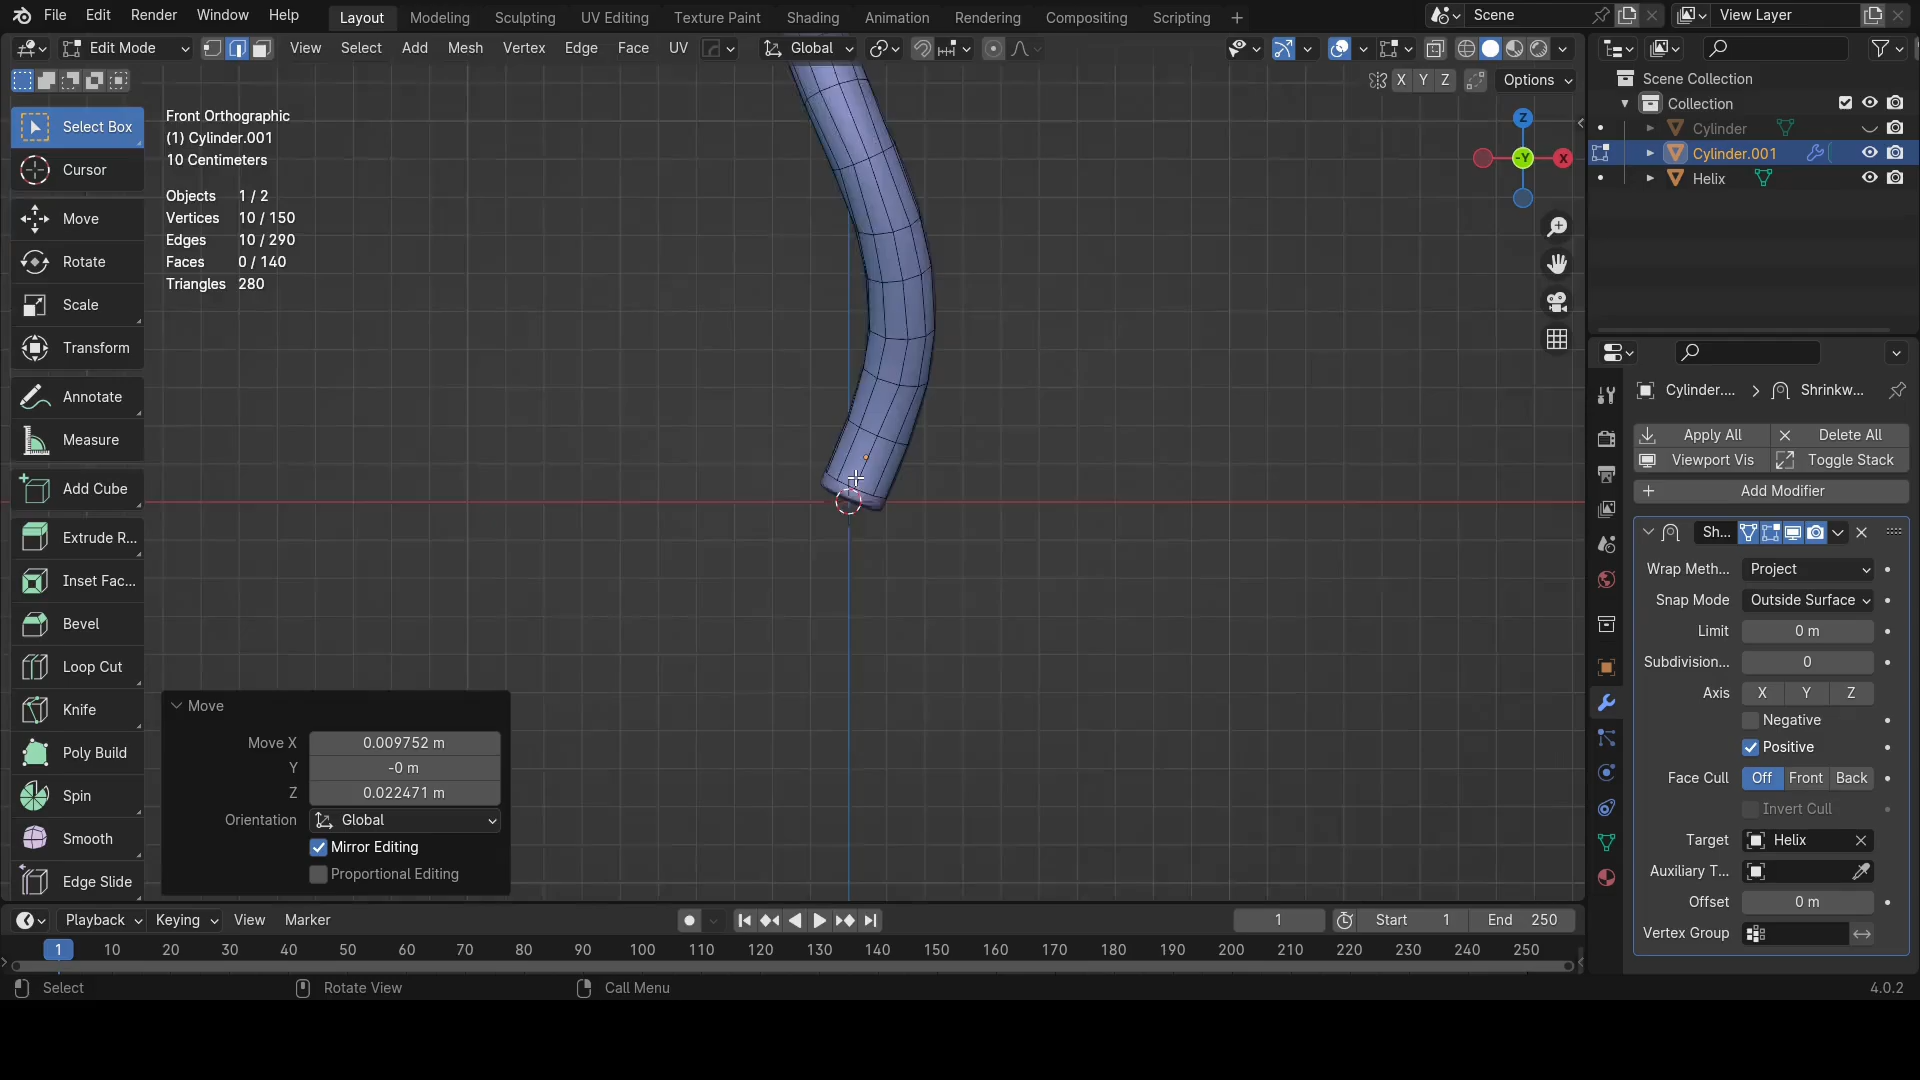 File Edit Render Window Help Layout Modeling Sculpting UV Editing Texture Paint Shading Animation Rendering Compositing Scripting + Scene View Layer
Edit Mode View Select Add Mesh Vertex Edge Face UV Global
X Y Z Options
Select Box
Cursor
Move
Rotate
Scale
Transform
Annotate
Measure
Add Cube
Extrude R...
Inset Fac...
Bevel
Loop Cut
Knife
Poly Build
Spin
Smooth
Edge Slide
Front Orthographic
(1) Cylinder.001
10 Centimeters
Objects 1 / 2
Vertices 10 / 150
Edges 10 / 290
Faces 0 / 140
Triangles 280
Z
-Y
X
Move
Move X 0.009752 m
Y -0 m
Z 0.022471 m
Orientation Global
Mirror Editing
Proportional Editing
Scene Collection
Collection
Cylinder
Cylinder.001
Helix
Cylinder.... > Shrinkw...
Apply All Delete All
Viewport Vis Toggle Stack
Add Modifier
Sh...
Wrap Meth... Project
Snap Mode Outside Surface
Limit 0 m
Subdivision... 0
Axis X Y Z
Negative
Positive
Face Cull Off Front Back
Invert Cull
Target Helix
Auxiliary T...
Offset 0 m
Vertex Group
Playback Keying View Marker 1 Start 1 End 250
1 10 20 30 40 50 60 70 80 90 100 110 120 130 140 150 160 170 180 190 200 210 220 230 240 250
Select Rotate View Call Menu 4.0.2